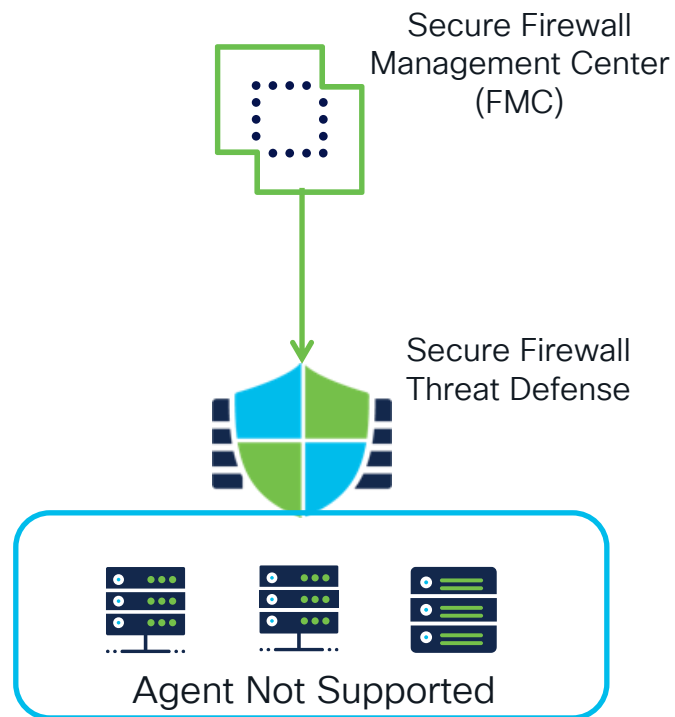 Secure Firewall
Management Center
(FMC)
Secure Firewall
Threat Defense
Agent Not Supported